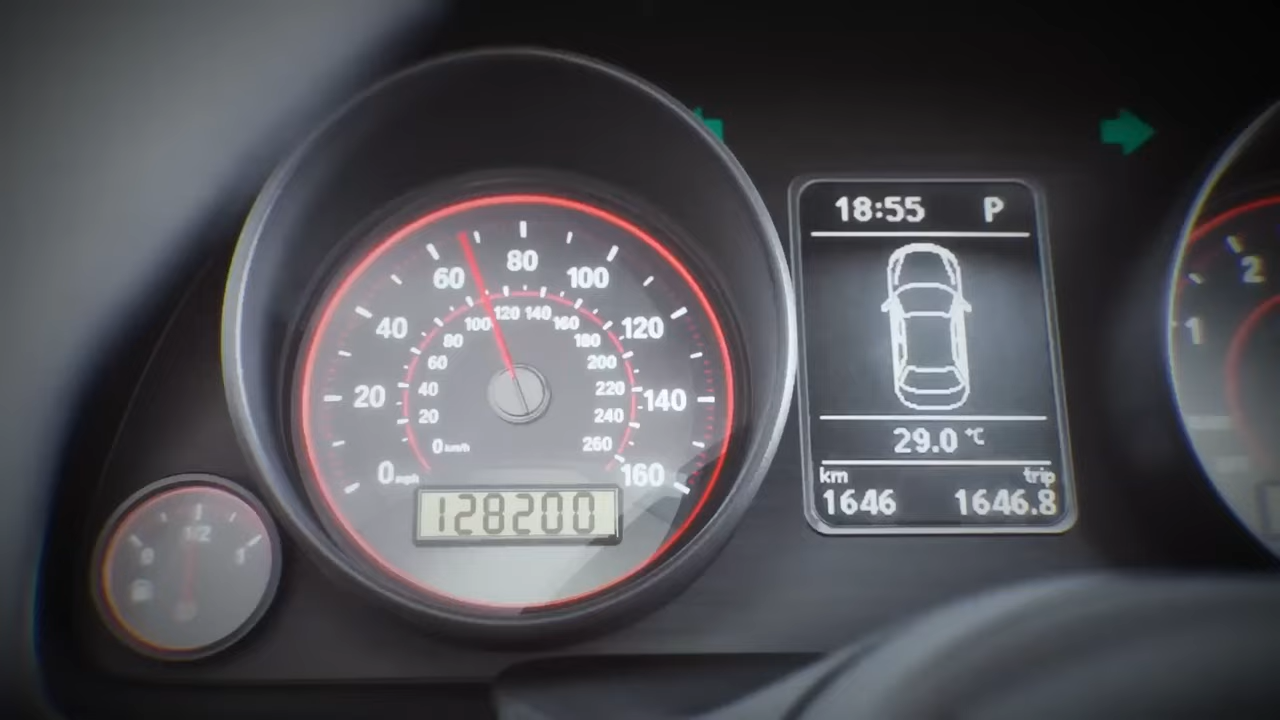 18:55 P
80
60 100
120 140
100 160
40 120
80 180
60 200
20 40 220 140
20 240
0 km/h 260
0 mph 160
128200
29.0 °C
km trip
1646 1646.8
0 1/2 1
1 2